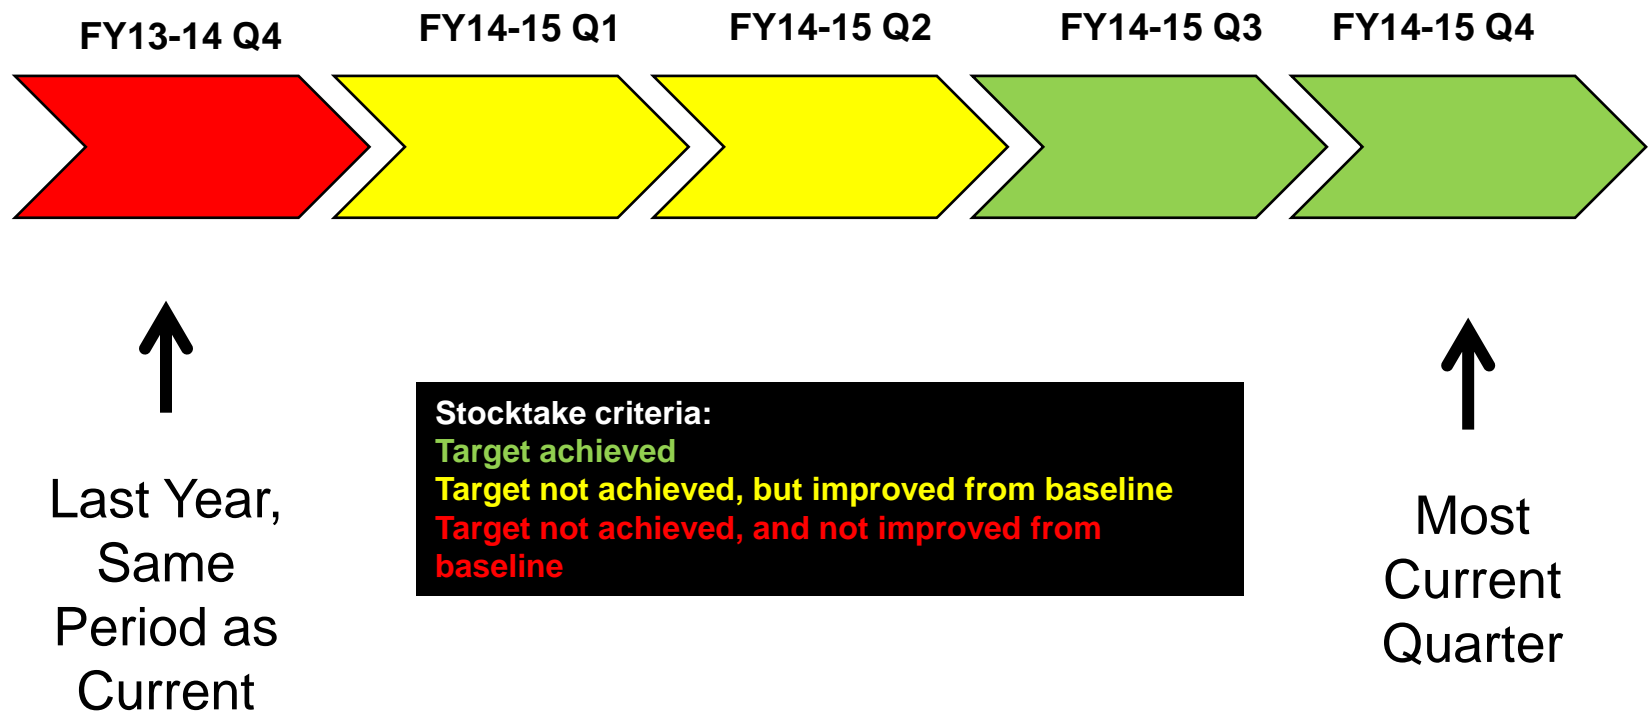 FY13-14 Q4
FY14-15 Q1
FY14-15 Q2
FY14-15 Q3
FY14-15 Q4
Stocktake criteria:
Target achieved
Target not achieved, but improved from baseline
Target not achieved, and not improved from
baseline
Last Year,
Same
Period as
Current
Most
Current
Quarter